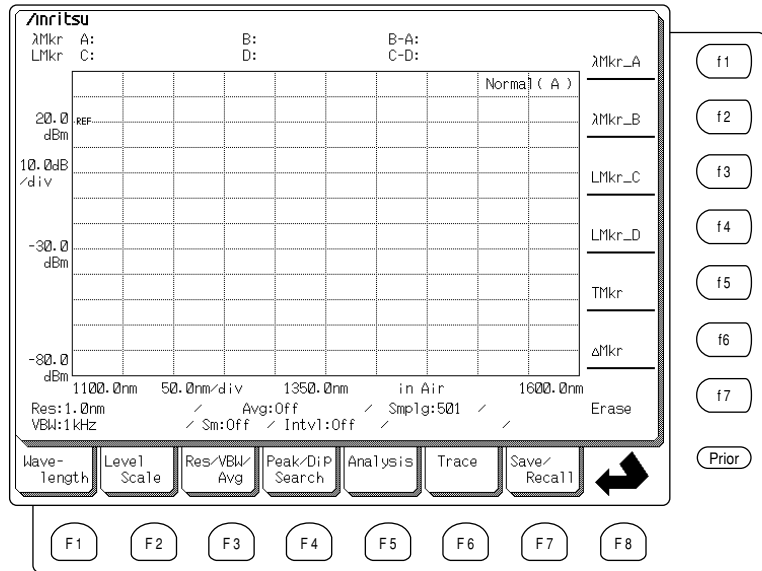 /inritsu
λMkr A: B: B-A:
LMkr C: D: C-D:
Normal( A )
20.0
dBm
REF
10.0dB
/div
-30.0
dBm
-80.0
dBm
1100.0nm 50.0nm/div 1350.0nm in Air 1600.0nm
Res:1.0nm / Avg:Off / Smplg:501 /
VBW:1kHz / Sm:Off / Intvl:Off / /
λMkr_A
λMkr_B
LMkr_C
LMkr_D
TMkr
△Mkr
Erase
f1
f2
f3
f4
f5
f6
f7
Prior
Wave-
length
Level
Scale
Res/VBW/
Avg
Peak/Dip
Search
Analysis
Trace
Save/
Recall
F1 F2 F3 F4 F5 F6 F7 F8